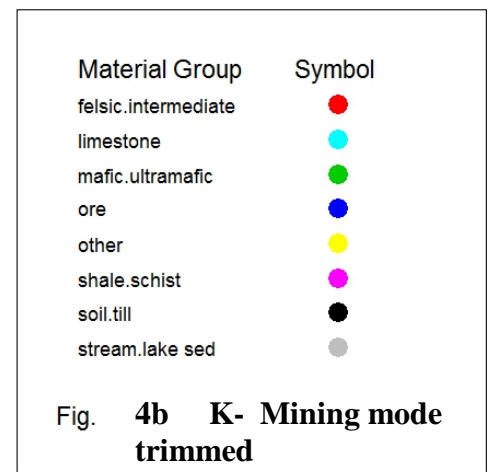 Material Group Symbol
felsic.intermediate
limestone
mafic.ultramafic
ore
other
shale.schist
soil.till
stream.lake sed
Fig. 4b K- Mining mode
trimmed